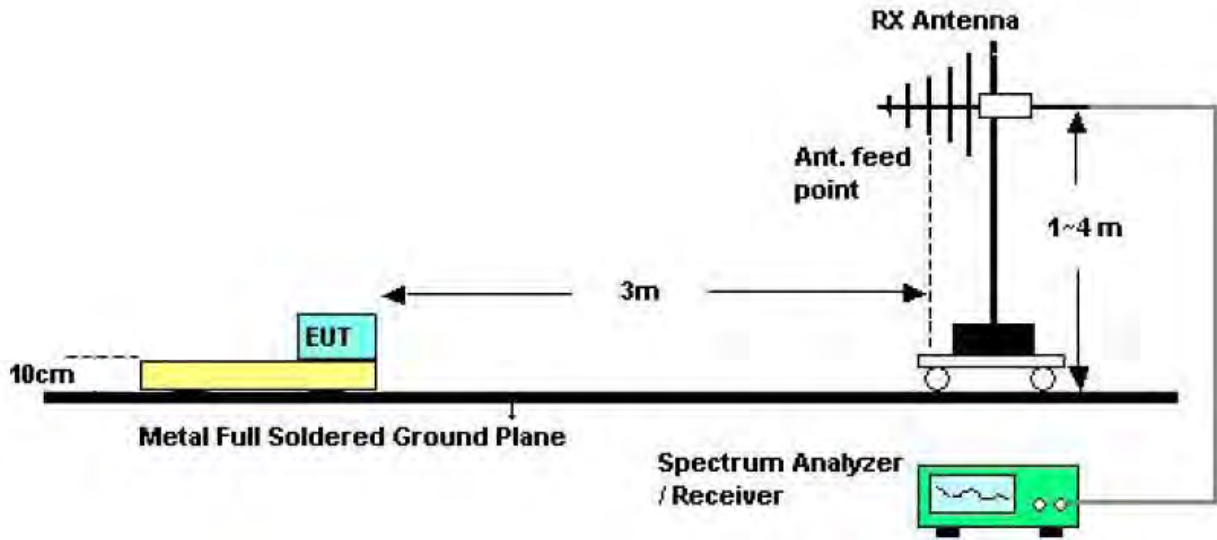 RX Antenna
Ant. feed
point
1~4 m
3m
EUT
10cm
Metal Full Soldered Ground Plane
Spectrum Analyzer
/ Receiver